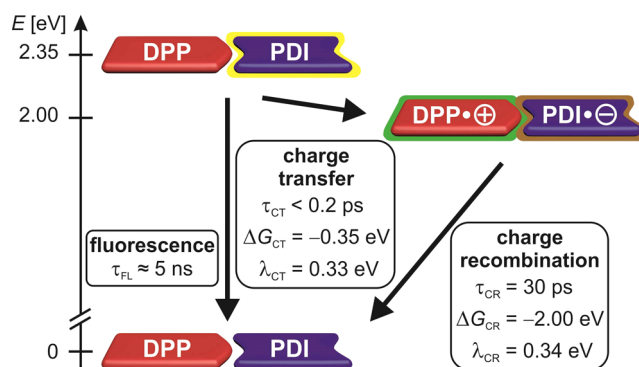 E [eV]
2.35
DPP PDI
2.00
DPP•⊕ PDI•⊖
charge
transfer
τCT < 0.2 ps
ΔGCT = −0.35 eV
λCT = 0.33 eV
fluorescence
τFL ≈ 5 ns
charge
recombination
τCR = 30 ps
ΔGCR = −2.00 eV
λCR = 0.34 eV
0
DPP PDI